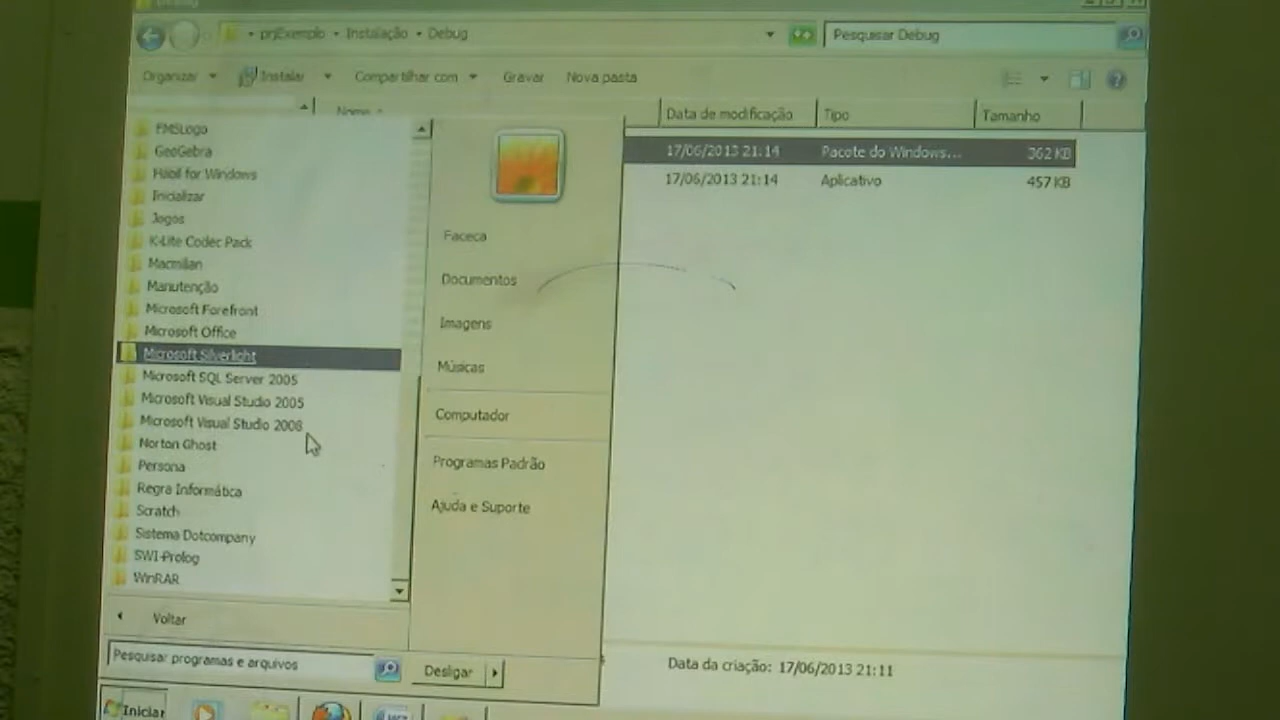 prjExemplo • Instalação • Debug
Pesquisar Debug
Organizar
Instalar
Compartilhar com
Gravar
Nova pasta
Nome
Data de modificação
Tipo
Tamanho
17/06/2013 21:14
Pacote do Windows...
362 KB
17/06/2013 21:14
Aplicativo
457 KB
FMSLogo
GeoGebra
Habil for Windows
Inicializar
Jogos
K-Lite Codec Pack
Macmillan
Manutenção
Microsoft Forefront
Microsoft Office
Microsoft Silverlight
Microsoft SQL Server 2005
Microsoft Visual Studio 2005
Microsoft Visual Studio 2008
Norton Ghost
Persona
Regra Informática
Scratch
Sistema Dotcompany
SWI-Prolog
WinRAR
Voltar
Pesquisar programas e arquivos
Faceca
Documentos
Imagens
Músicas
Computador
Programas Padrão
Ajuda e Suporte
Desligar
Data da criação: 17/06/2013 21:11
Iniciar